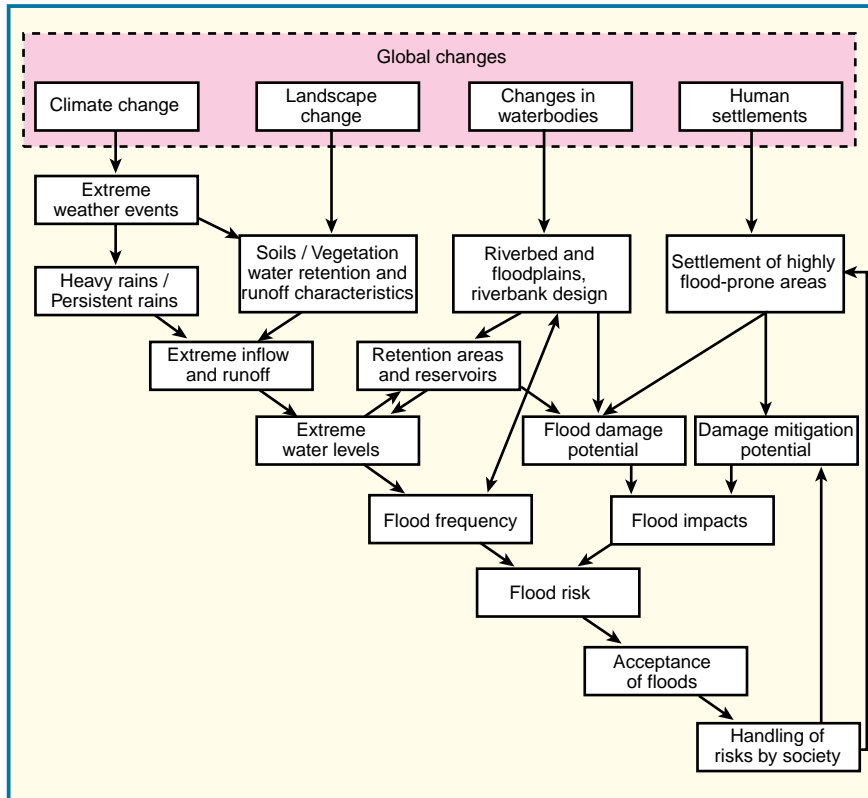 Global changes
Climate change
Landscape
change
Changes in
waterbodies
Human
settlements
Extreme
weather events
Heavy rains /
Persistent rains
Soils / Vegetation
water retention and
runoff characteristics
Riverbed and
floodplains,
riverbank design
Settlement of highly
flood-prone areas
Extreme inflow
and runoff
Retention areas
and reservoirs
Extreme
water levels
Flood damage
potential
Damage mitigation
potential
Flood frequency
Flood impacts
Flood risk
Acceptance
of floods
Handling of
risks by society